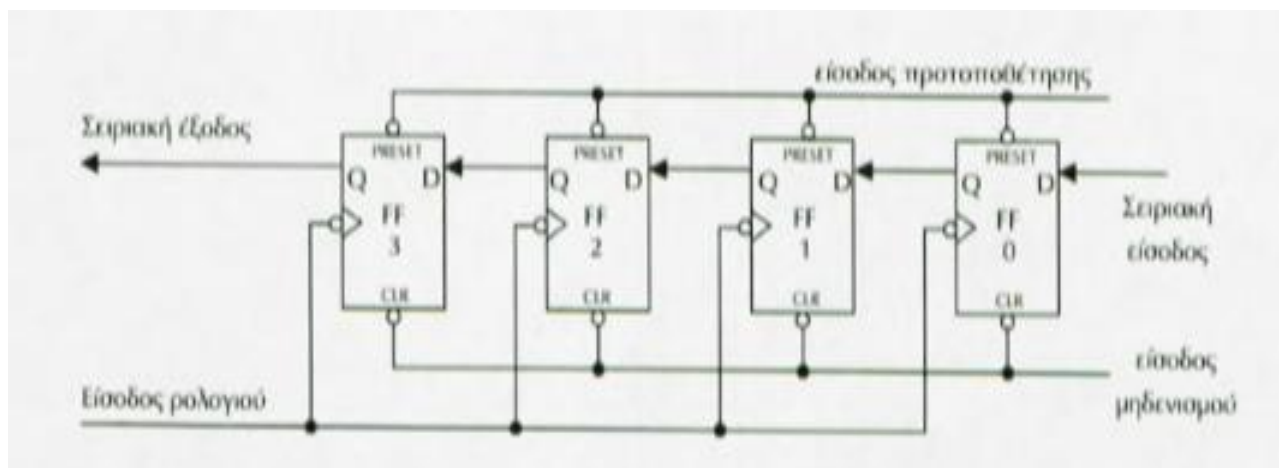 είσοδος προτοποθέτησης
Σειριακή έξοδος
PRESET PRESET PRESET PRESET
Q D Q D Q D Q D
FF FF FF FF
3 2 1 0
CLR CLR CLR CLR
Σειριακή
είσοδος
Είσοδος ρολογιού
είσοδος
μηδενισμού